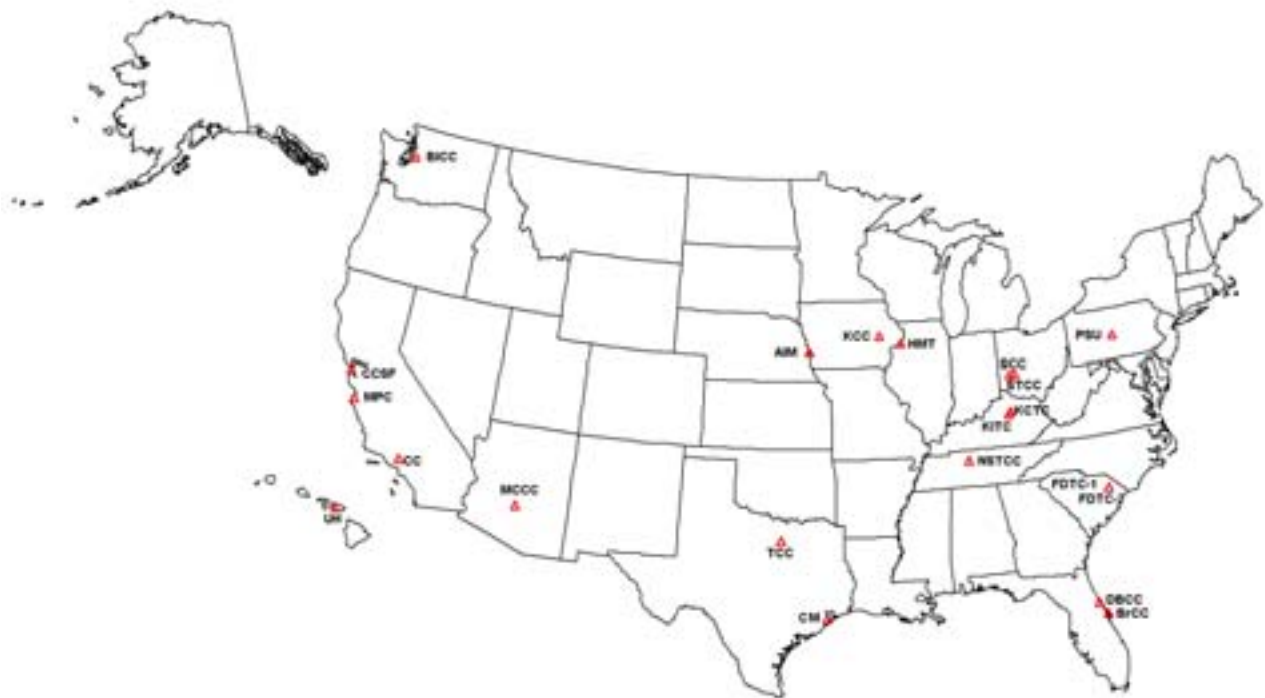 BICC
KCC
HMT
PSU
AIM
CCSF
SCC
STCC
MPC
KCTC
KITC
CC
NSTCC
MCCC
FDTC-1
FDTC-
UH
TCC
DBCC
BrCC
CM